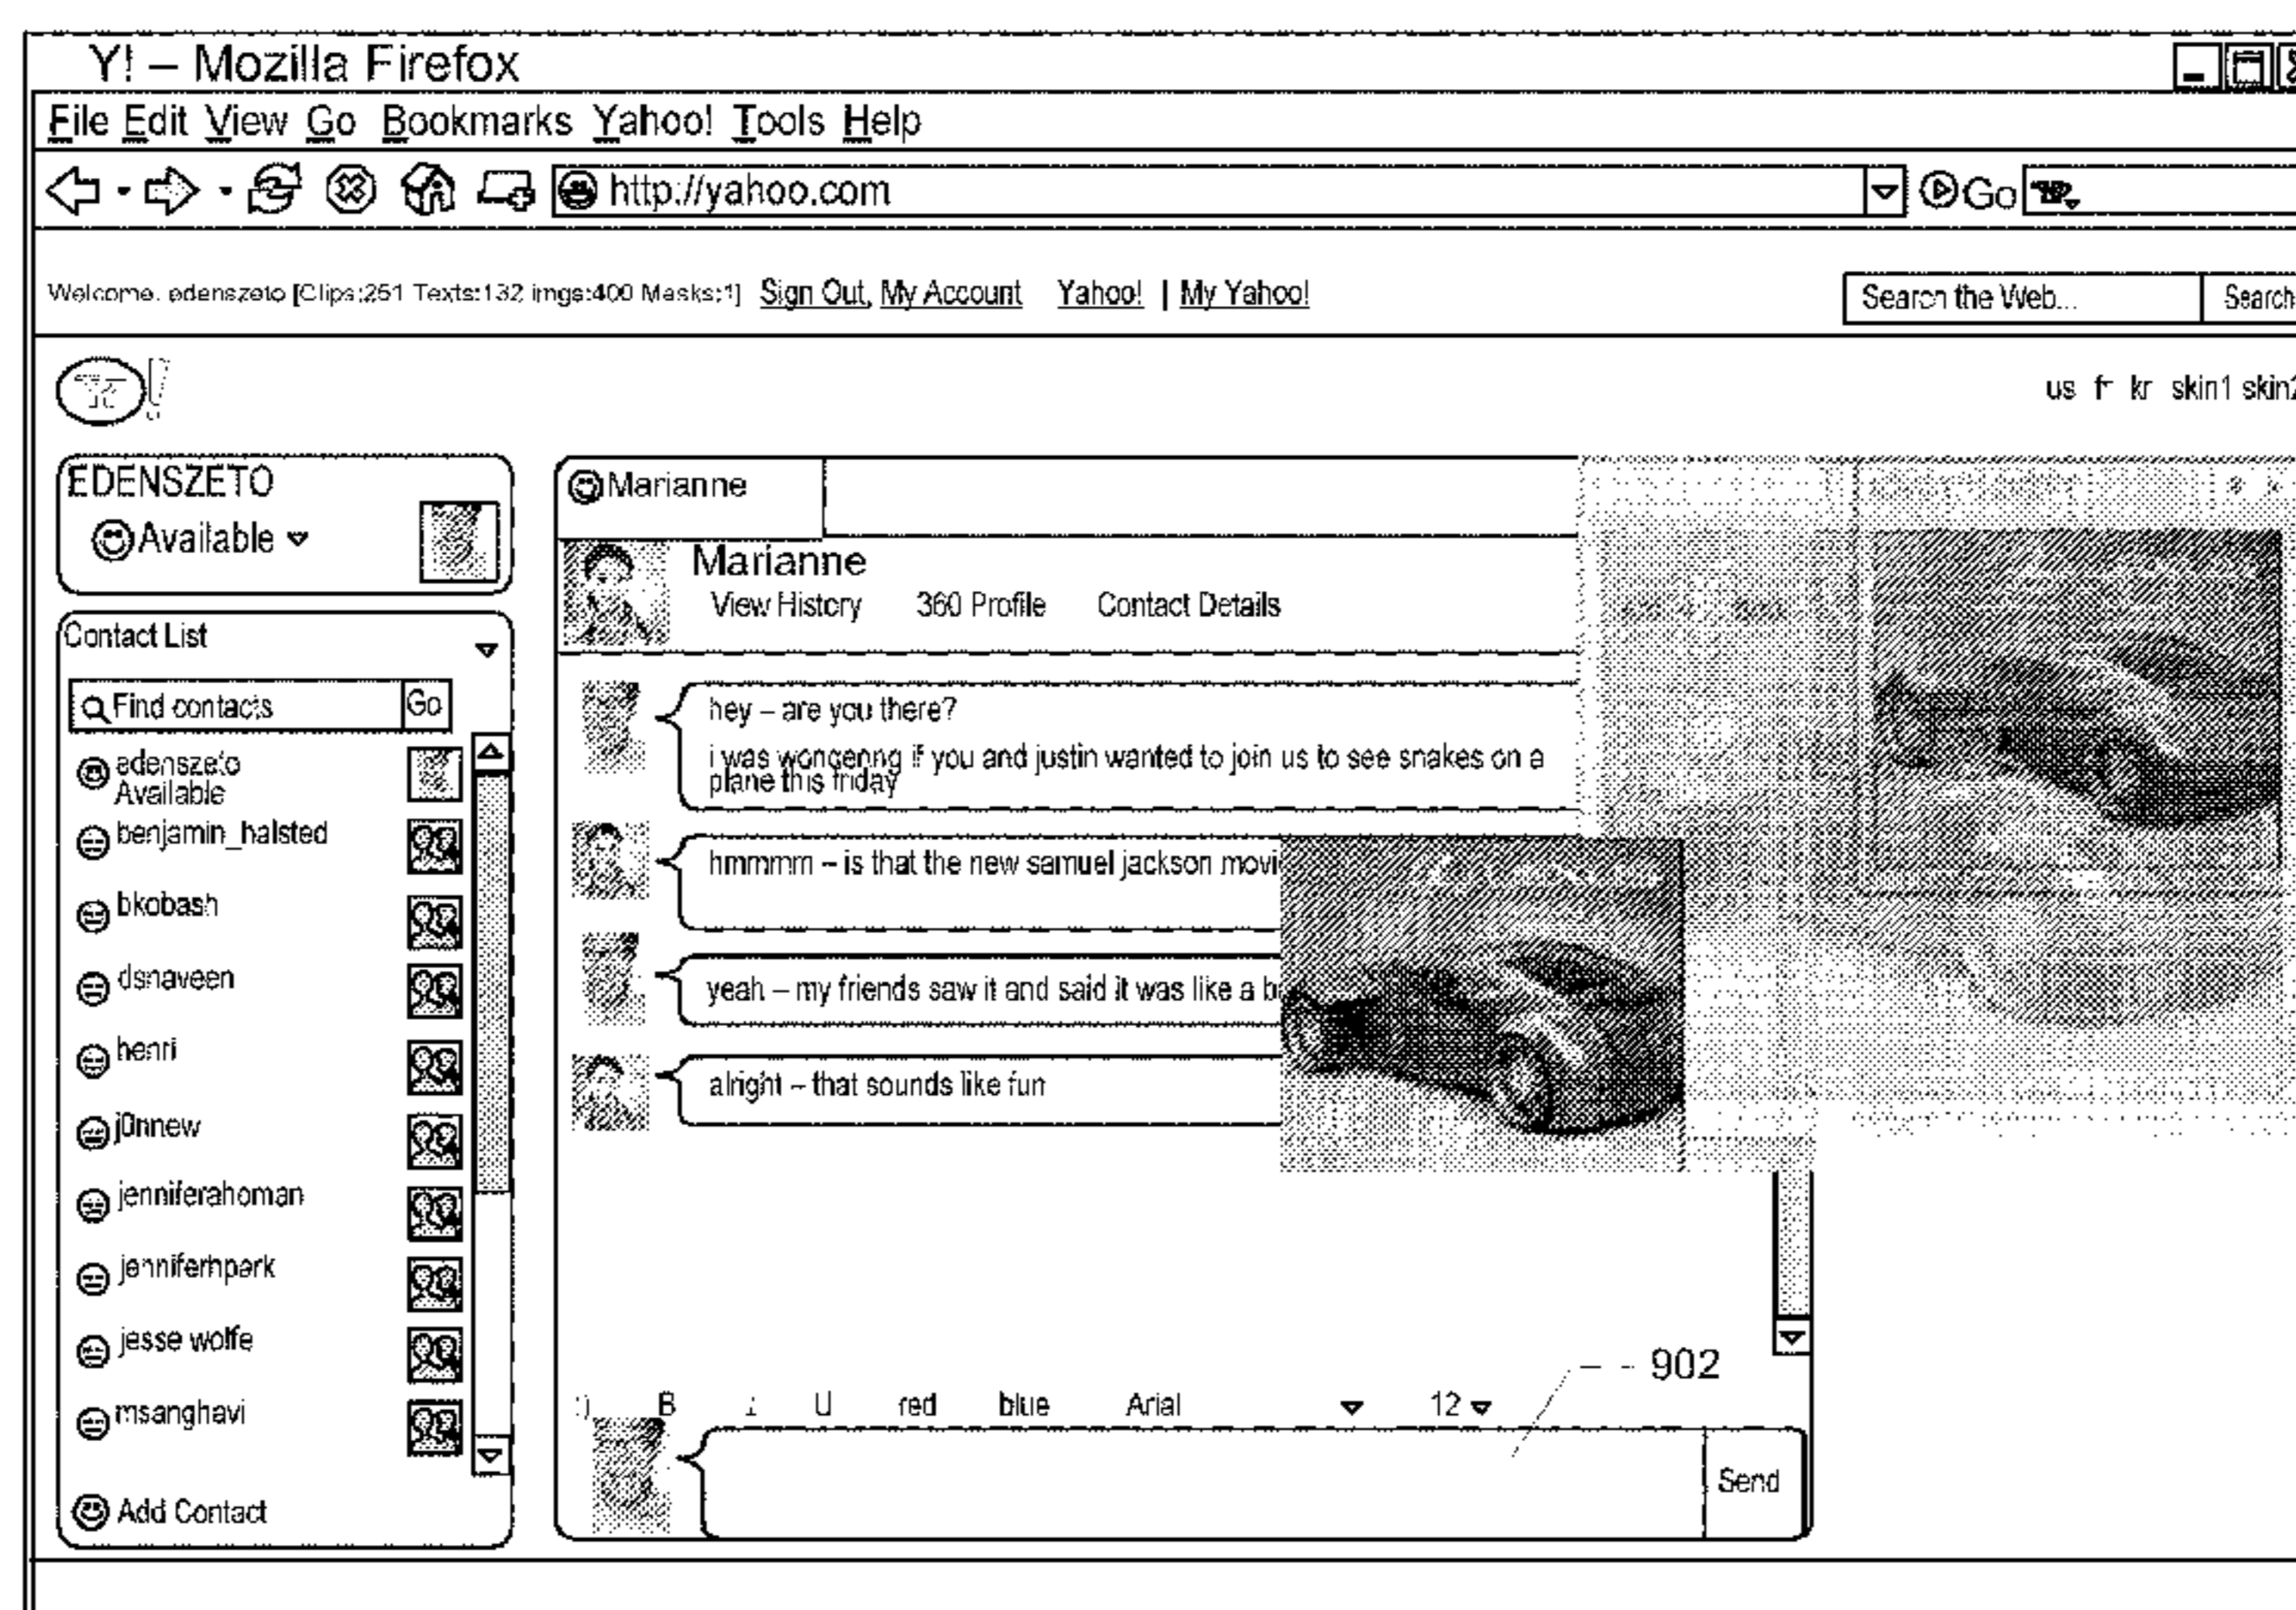 Y! – Mozilla Firefox
File Edit View Go Bookmarks Yahoo! Tools Help
http://yahoo.com Go
Welcome, edenszeto [Clips:251 Texts:132 imgs:400 Masks:1] Sign Out, My Account Yahoo! | My Yahoo!
Search the Web... Search
us fr kr skin1 skin2
EDENSZETO
Available
Contact List
Find contacts Go
edenszeto
Available
benjamin_halsted
bkobash
dsnaveen
henri
j0nnew
jenniferahoman
jenniferhpark
jesse wolfe
msanghavi
Add Contact
Marianne
Marianne
View History 360 Profile Contact Details
hey – are you there?
i was wondering if you and justin wanted to join us to see snakes on a
plane this friday
hmmmm – is that the new samuel jackson movi
yeah – my friends saw it and said it was like a b
alright – that sounds like fun
902
B i U red blue Arial 12
Send